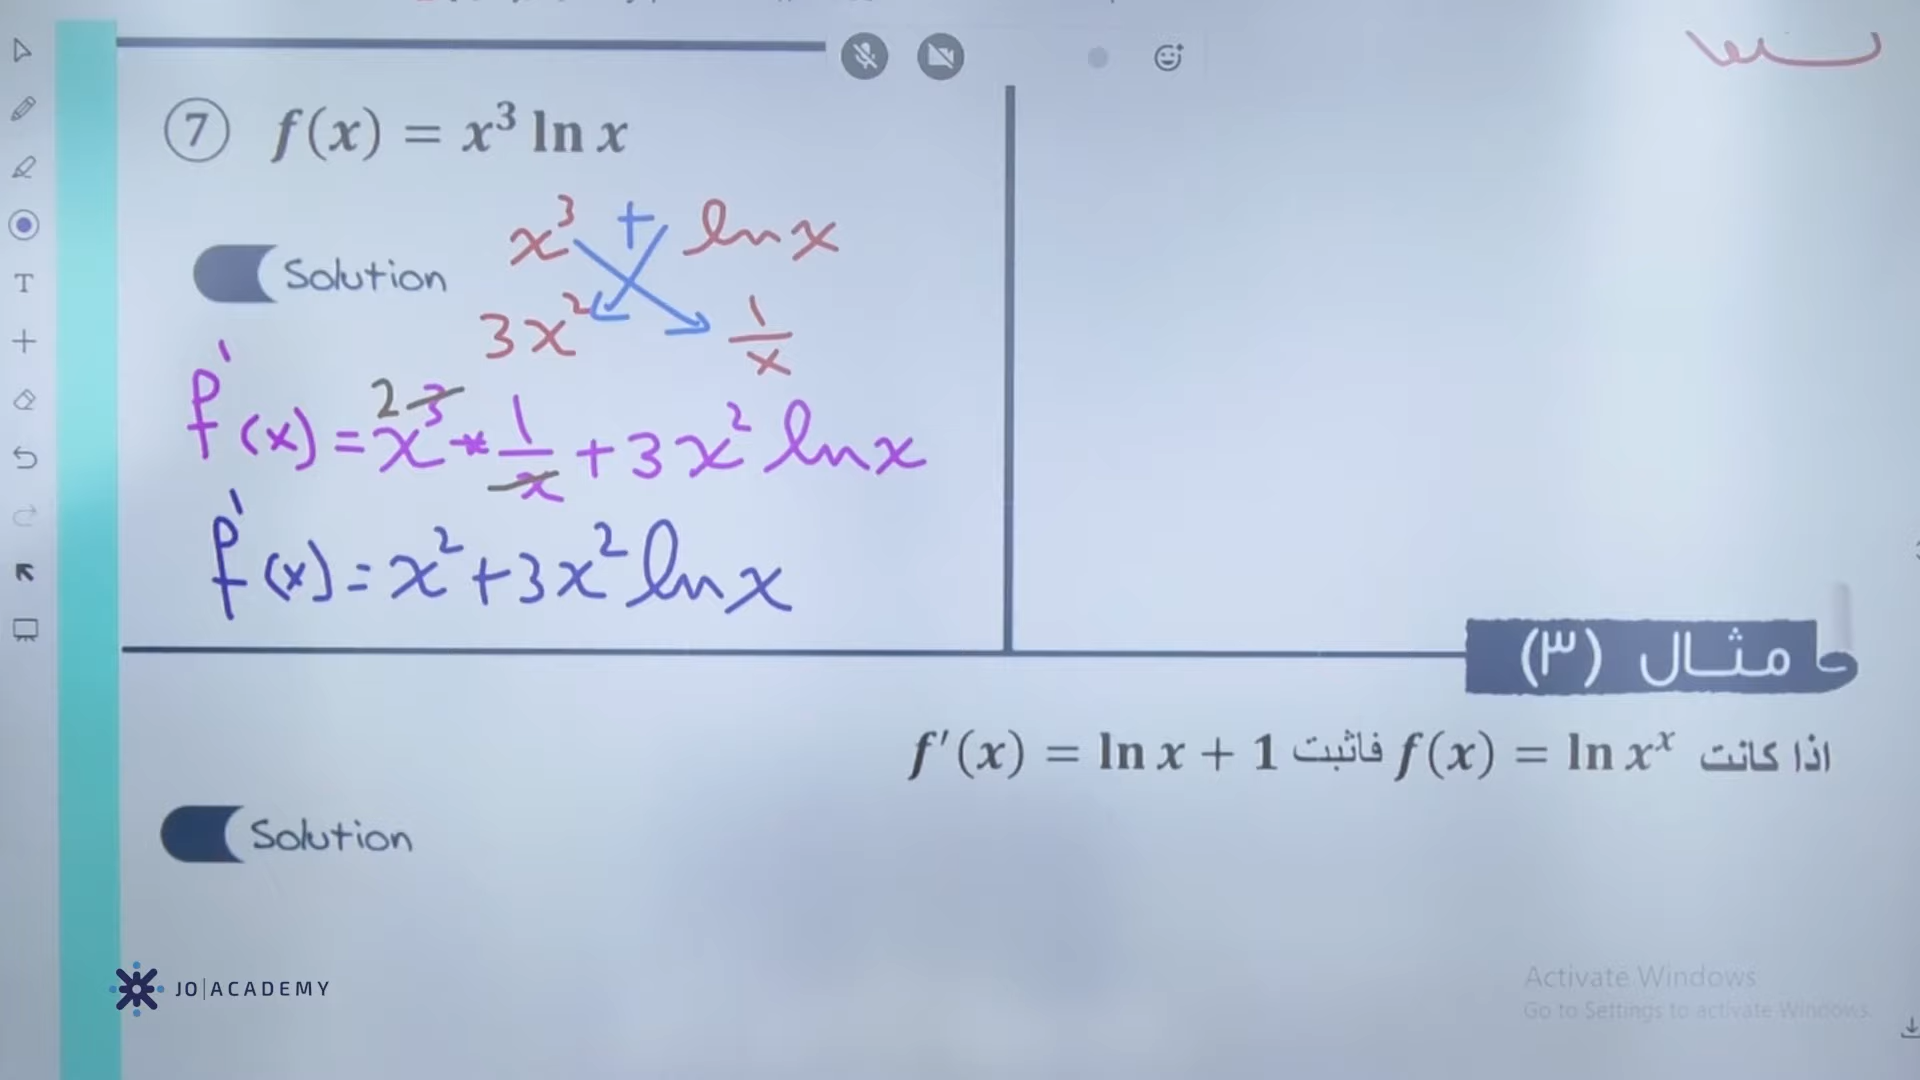 ⑦ f(x) = x³ ln x
Solution
x³ + ln x
3x² 1/x
f'(x) = x³ * 1/x + 3x² ln x
2
f'(x) = x² + 3x² ln x
مثال (٣)
اذا كانت f(x) = ln xˣ فاثبت f'(x) = ln x + 1
Solution
JO|ACADEMY
Activate Windows
Go to Settings to activate Windows.